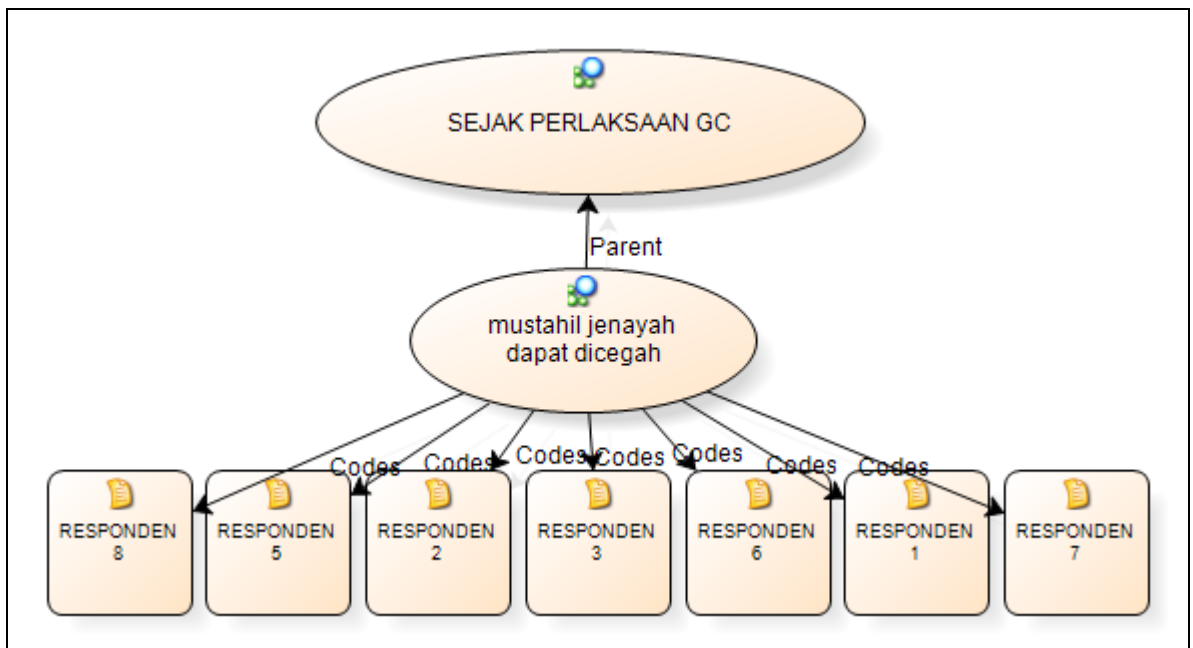 SEJAK PERLAKSAAN GC
Parent
mustahil jenayah
dapat dicegah
Codes
Codes
Codes
Codes
Codes
Codes
Codes
RESPONDEN
8
RESPONDEN
5
RESPONDEN
2
RESPONDEN
3
RESPONDEN
6
RESPONDEN
1
RESPONDEN
7